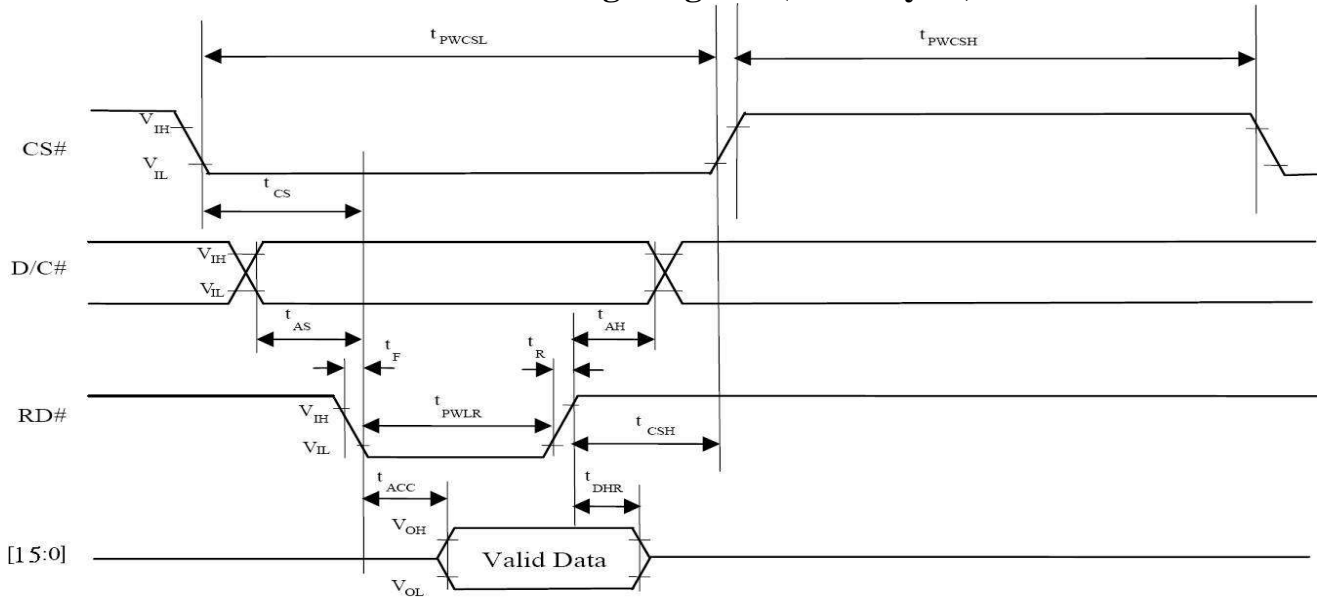 t PWCSL
t PWCSH
V IH
CS#
V IL
t CS
V IH
D/C#
V IL
t AS
t AH
t F
t R
V IH
RD#
t PWLR
V IL
t CSH
t ACC
t DHR
V OH
[15:0]
Valid Data
V OL